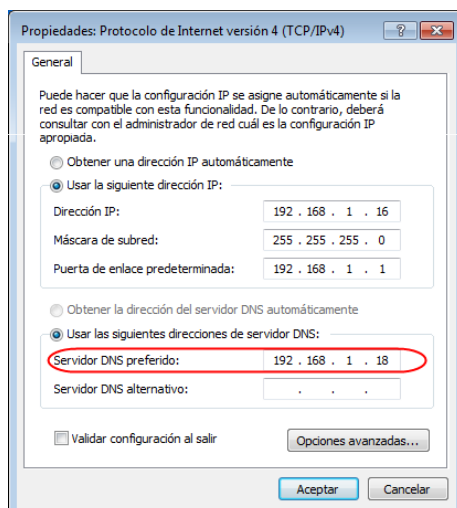 Propiedades: Protocolo de Internet versión 4 (TCP/IPv4)
General
Puede hacer que la configuración IP se asigne automáticamente si la
red es compatible con esta funcionalidad. De lo contrario, deberá
consultar con el administrador de red cuál es la configuración IP
apropiada.
Obtener una dirección IP automáticamente
Usar la siguiente dirección IP:
Dirección IP: 192 . 168 . 1 . 16
Máscara de subred: 255 . 255 . 255 . 0
Puerta de enlace predeterminada: 192 . 168 . 1 . 1
Obtener la dirección del servidor DNS automáticamente
Usar las siguientes direcciones de servidor DNS:
Servidor DNS preferido: 192 . 168 . 1 . 18
Servidor DNS alternativo: . . .
Validar configuración al salir Opciones avanzadas...
Aceptar Cancelar